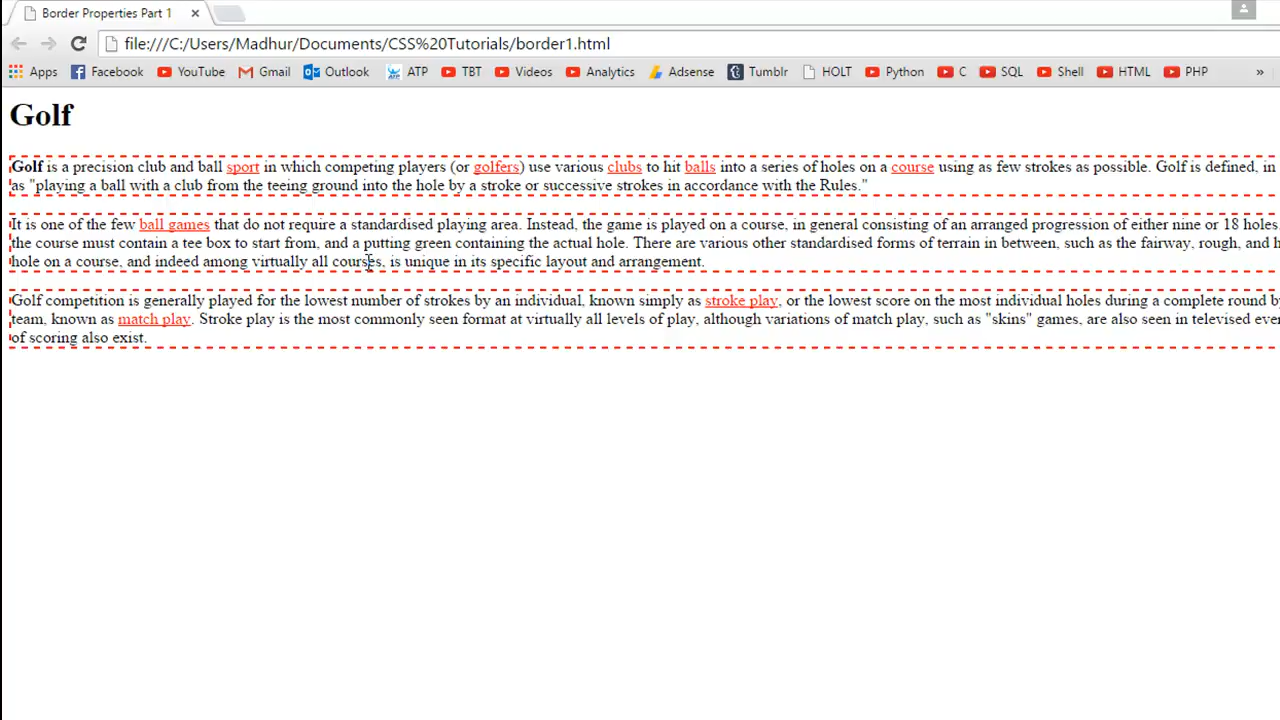 Border Properties Part 1
file:///C:/Users/Madhur/Documents/CSS%20Tutorials/border1.html
Apps Facebook YouTube Gmail Outlook ATP TBT Videos Analytics Adsense Tumblr HOLT Python C SQL Shell HTML PHP »
Golf
Golf is a precision club and ball sport in which competing players (or golfers) use various clubs to hit balls into a series of holes on a course using as few strokes as possible. Golf is defined, in
as "playing a ball with a club from the teeing ground into the hole by a stroke or successive strokes in accordance with the Rules."
It is one of the few ball games that do not require a standardised playing area. Instead, the game is played on a course, in general consisting of an arranged progression of either nine or 18 holes.
the course must contain a tee box to start from, and a putting green containing the actual hole. There are various other standardised forms of terrain in between, such as the fairway, rough, and
hole on a course, and indeed among virtually all courses, is unique in its specific layout and arrangement.
Golf competition is generally played for the lowest number of strokes by an individual, known simply as stroke play, or the lowest score on the most individual holes during a complete round
team, known as match play. Stroke play is the most commonly seen format at virtually all levels of play, although variations of match play, such as "skins" games, are also seen in televised
of scoring also exist.